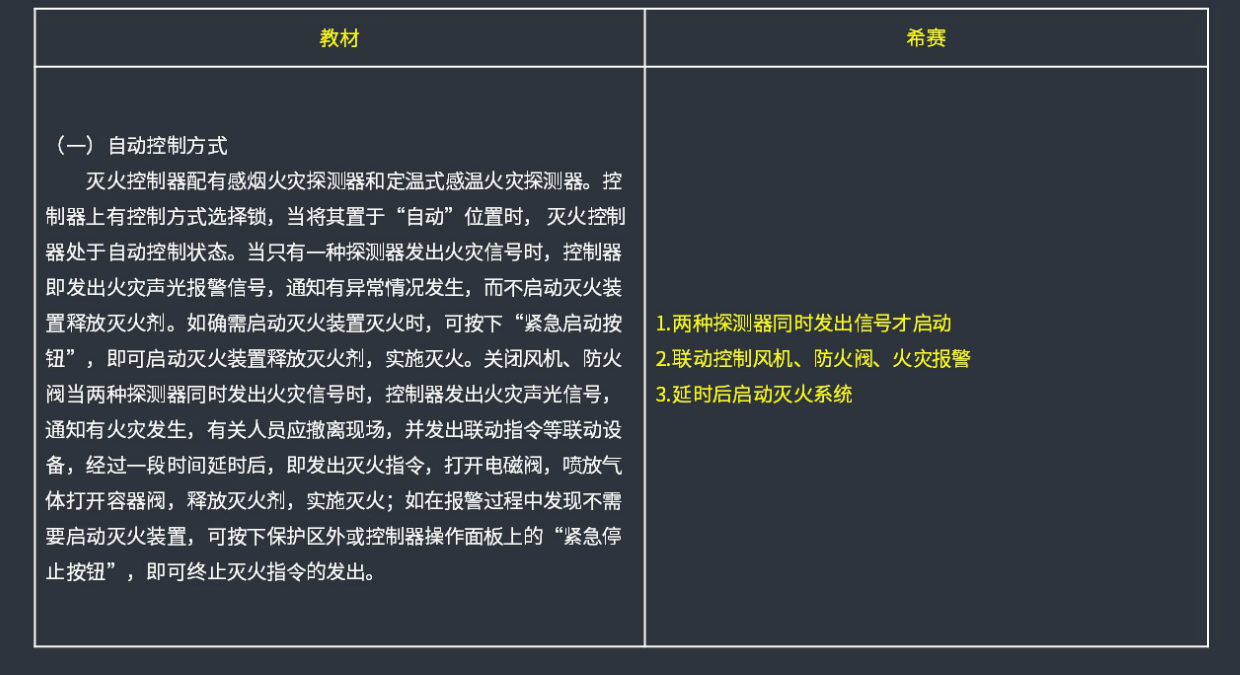 教材
希赛
（一）自动控制方式
灭火控制器配有感烟火灾探测器和定温式感温火灾探测器。控
制器上有控制方式选择锁，当将其置于“自动”位置时， 灭火控制
器处于自动控制状态。当只有一种探测器发出火灾信号时，控制器
即发出火灾声光报警信号，通知有异常情况发生，而不启动灭火装
置释放灭火剂。如确需启动灭火装置灭火时，可按下“紧急启动按
钮”，即可启动灭火装置释放灭火剂，实施灭火。关闭风机、防火
阀当两种探测器同时发出火灾信号时，控制器发出火灾声光信号，
通知有火灾发生，有关人员应撤离现场，并发出联动指令等联动设
备，经过一段时间延时后，即发出灭火指令，打开电磁阀，喷放气
体打开容器阀，释放灭火剂，实施灭火；如在报警过程中发现不需
要启动灭火装置，可按下保护区外或控制器操作面板上的“紧急停
止按钮”，即可终止灭火指令的发出。
1.两种探测器同时发出信号才启动
2.联动控制风机、防火阀、火灾报警
3.延时后启动灭火系统